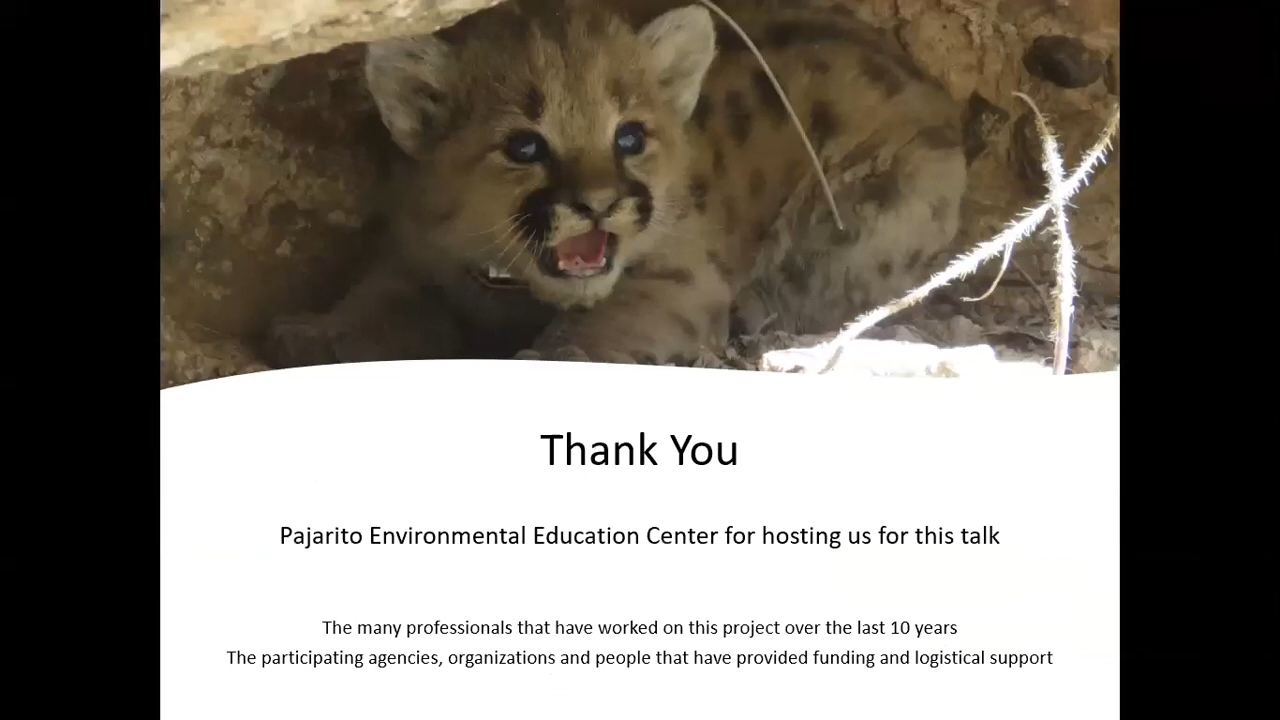 Thank You
Pajarito Environmental Education Center for hosting us for this talk
The many professionals that have worked on this project over the last 10 years
The participating agencies, organizations and people that have provided funding and logistical support